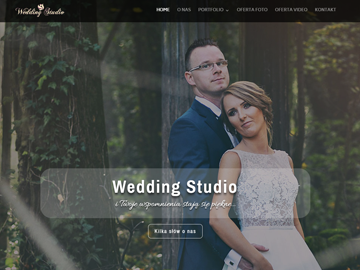 Wedding Studio
HOME O NAS PORTFOLIO OFERTA FOTO OFERTA VIDEO KONTAKT
Wedding Studio
i Twoje wspomnienia stają się piękne...
Kilka słów o nas